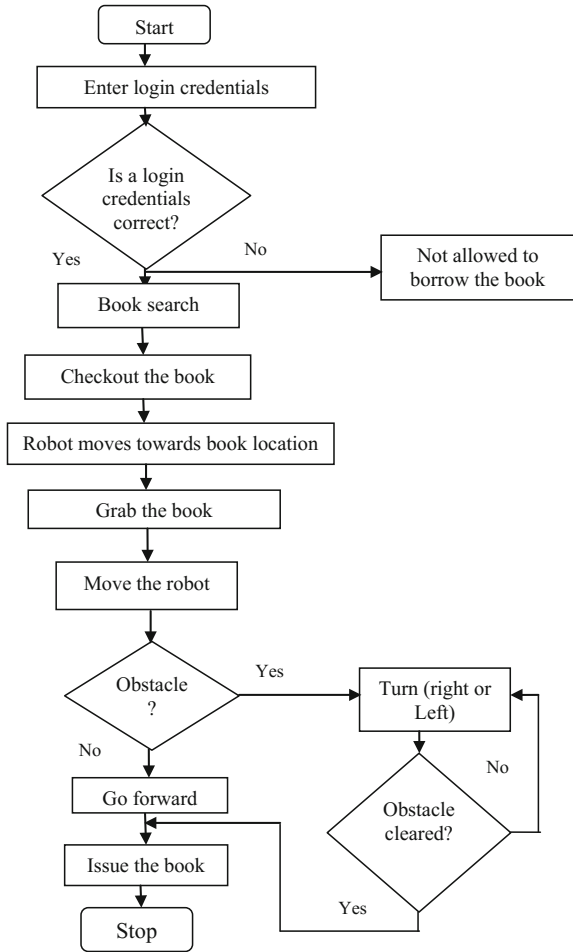 Start
Enter login credentials
Is a login
credentials
correct?
Yes
No
Not allowed to
borrow the book
Book search
Checkout the book
Robot moves towards book location
Grab the book
Move the robot
Obstacle
?
Yes
Turn (right or
Left)
No
Go forward
Obstacle
cleared?
No
Yes
Issue the book
Stop